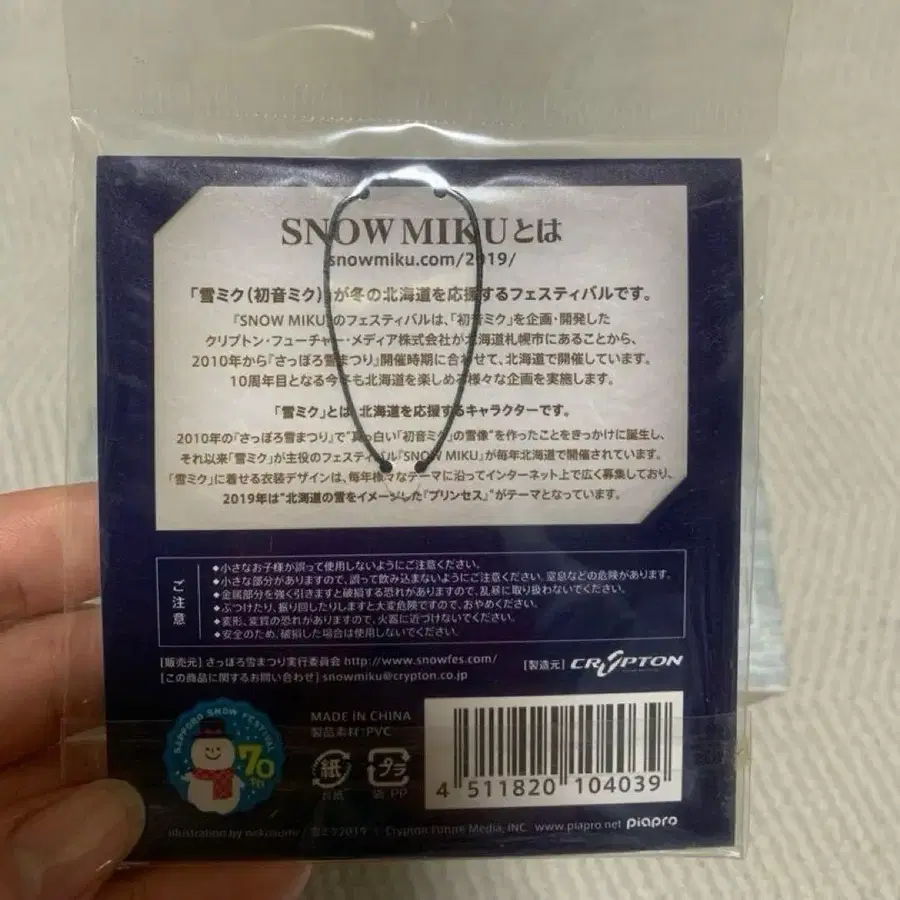 SNOW MIKUとは
snowmiku.com/2019/
「雪ミク(初音ミク)」が冬の北海道を応援するフェスティバルです。
『SNOW MIKU』のフェスティバルは、「初音ミク」を企画・開発した
クリプトン・フューチャー・メディア株式会社が北海道札幌市にあることから、
2010年から『さっぽろ雪まつり』開催時期に合わせて、北海道で開催しています。
10周年目となる今冬も北海道を楽しめる様々な企画を実施します。
「雪ミク」とは、北海道を応援するキャラクターです。
2010年の『さっぽろ雪まつり』で"真っ白い「初音ミク」の雪像"を作ったことをきっかけに誕生し、
それ以来「雪ミク」が主役のフェスティバル『SNOW MIKU』が毎年北海道で開催されています。
「雪ミク」に着せる衣装デザインは、毎年様々なテーマに沿ってインターネット上で広く募集しており、
2019年は"北海道の雪をイメージした『プリンセス』"がテーマとなっています。
ご注意
◆小さなお子様が誤って使用しないようにご注意ください。
◆小さな部分がありますので、誤って飲み込まないようにご注意ください。窒息などの危険があります。
◆金属部分を強く引きますと破損する恐れがありますので、乱暴に取り扱わないでください。
◆ぶつけたり、振り回したりしますと大変危険ですので、おやめください。
◆変形、変質の恐れがありますので、火器に近づけないでください。
◆安全のため、破損した場合は使用しないでください。
[販売元] さっぽろ雪まつり実行委員会 http://www.snowfes.com/
[製造元] CRYPTON
[この商品に関するお問い合わせ] snowmiku@crypton.co.jp
SAPPORO SNOW FESTIVAL
70th
MADE IN CHINA
製品素材:PVC
紙
プラ
台紙
袋:PP
4 511820 104039
illustration by nekosumi / 雪ミク2019 © Crypton Future Media, INC. www.piapro.net piapro